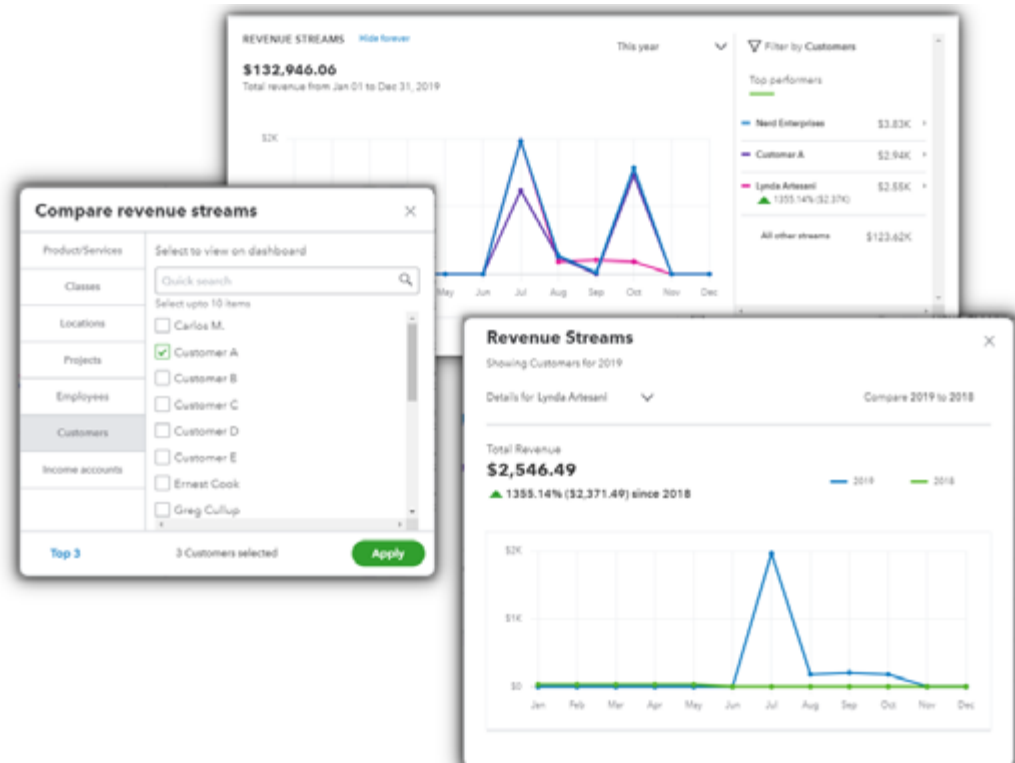 REVENUE STREAMS Hide forever
This year
$132,946.06
Total revenue from Jan 01 to Dec 31, 2019
$2K
May Jun Jul Aug Sep Oct Nov Dec
Filter by Customers
Top performers
Nerd Enterprises $3.83K
Customer A $2.94K
Lynda Artesani $2.55K
1355.14% ($2.37K)
All other streams $123.62K
Compare revenue streams
Product/Services
Classes
Locations
Projects
Employees
Customers
Income accounts
Select to view on dashboard
Quick search
Select upto 10 items
Carlos M.
Customer A
Customer B
Customer C
Customer D
Customer E
Ernest Cook
Greg Cullup
Top 3 3 Customers selected Apply
Revenue Streams
Showing Customers for 2019
Details for Lynda Artesani Compare 2019 to 2018
Total Revenue
$2,546.49
1355.14% ($2,371.49) since 2018
2019 2018
$2K
$1K
$0
Jan Feb Mar Apr May Jun Jul Aug Sep Oct Nov Dec